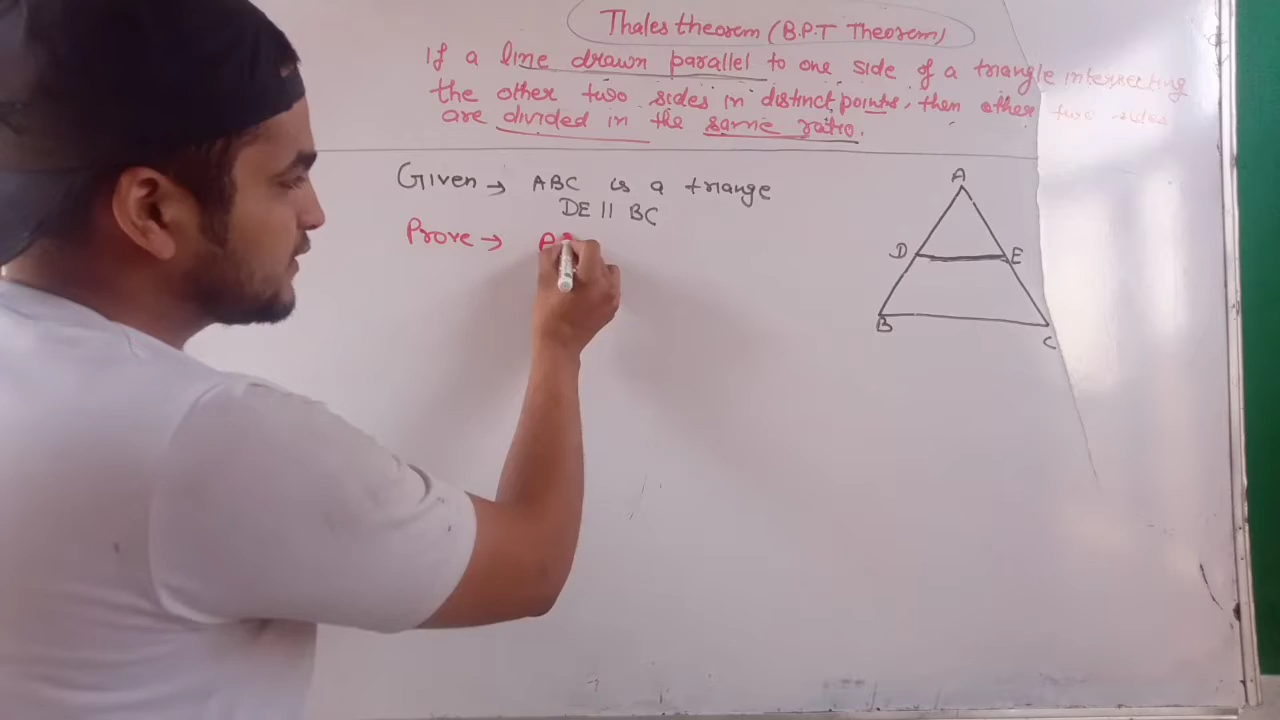 Thales theorem (B.P.T Theorem)
If a line drawn parallel to one side of a triangle intersecting
the other two sides in distinct points, then other two sides
are divided in the same ratio.
Given → ABC is a triange
DE || BC
Prove → A
A
D
E
B
C